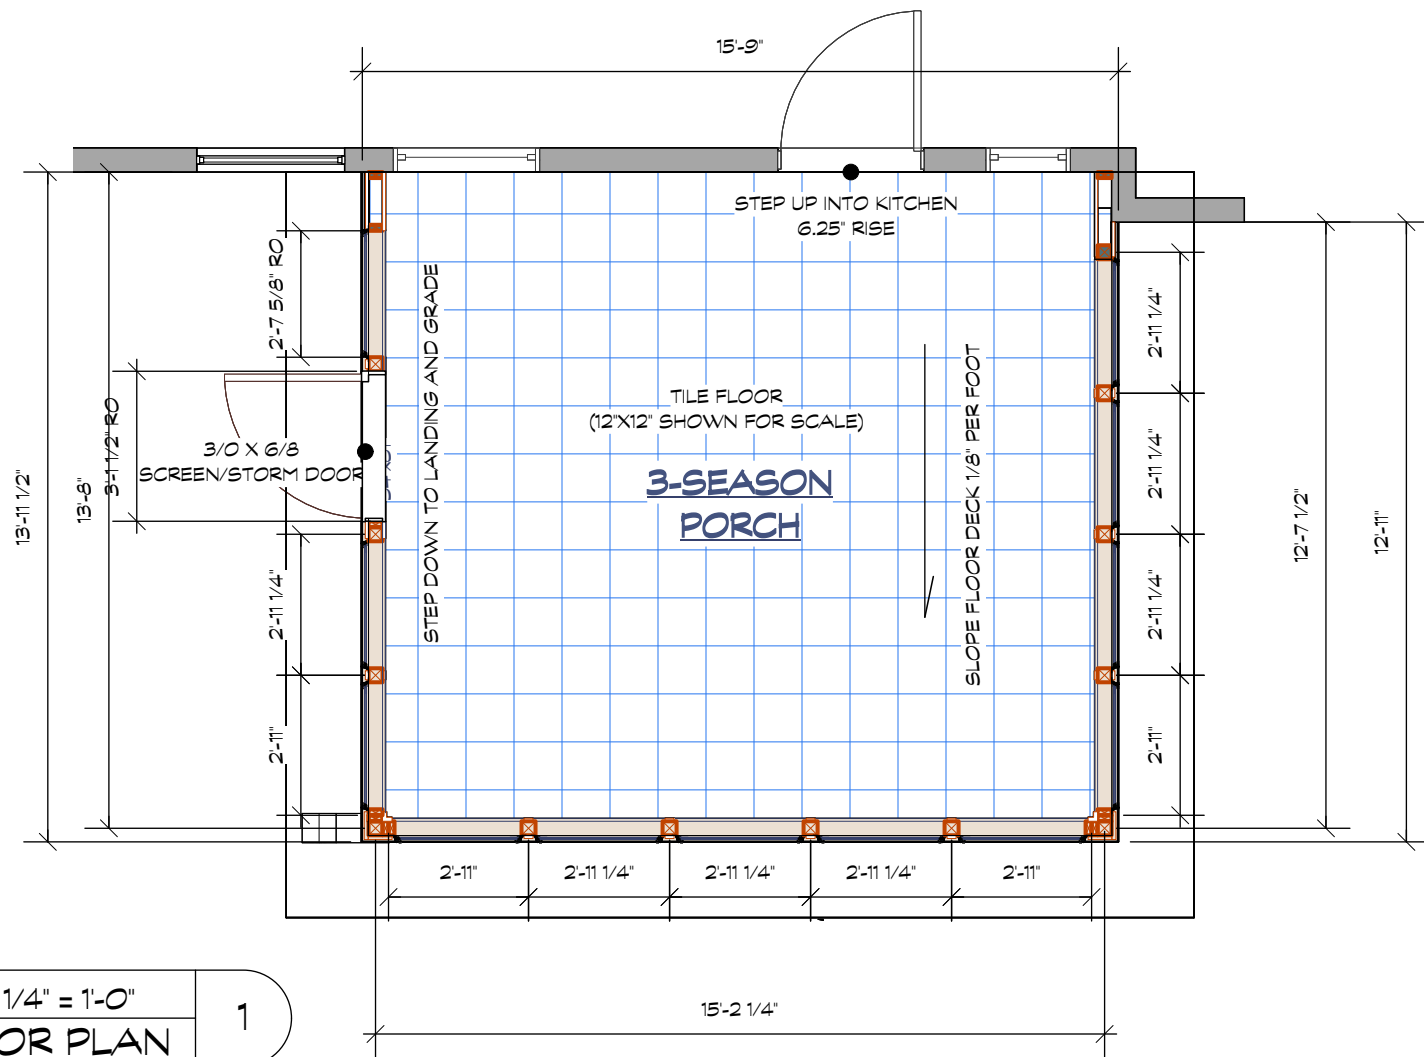 15'-9"
STEP UP INTO KITCHEN
6.25" RISE
2'-7 5/8" RO
STEP DOWN TO LANDING AND GRADE
2'-11 1/4"
TILE FLOOR
(12"X12" SHOWN FOR SCALE)
SLOPE FLOOR DECK 1/8" PER FOOT
3'-1 1/2" RO
3/0 X 6/8
SCREEN/STORM DOOR
3-SEASON
PORCH
2'-11 1/4"
13'-11 1/2"
13'-8"
12'-7 1/2"
12'-11"
2'-11 1/4"
2'-11 1/4"
2'-11"
2'-11"
2'-11"
2'-11 1/4"
2'-11 1/4"
2'-11 1/4"
2'-11"
15'-2 1/4"
1/4" = 1'-0"
OR PLAN
1